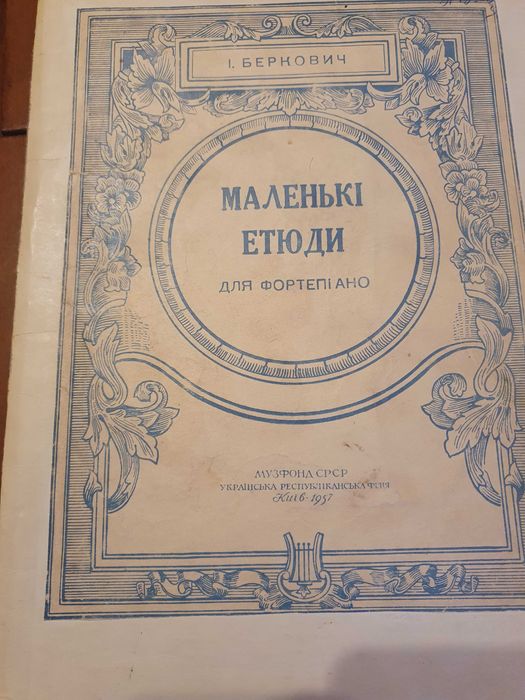 І. БЕРКОВИЧ
МАЛЕНЬКІ
ЕТЮДИ
ДЛЯ ФОРТЕПІАНО
МУЗФОНД СРСР
УКРАЇНСЬКА РЕСПУБЛІКАНСЬКА ФІЛІЯ
Київ-1957